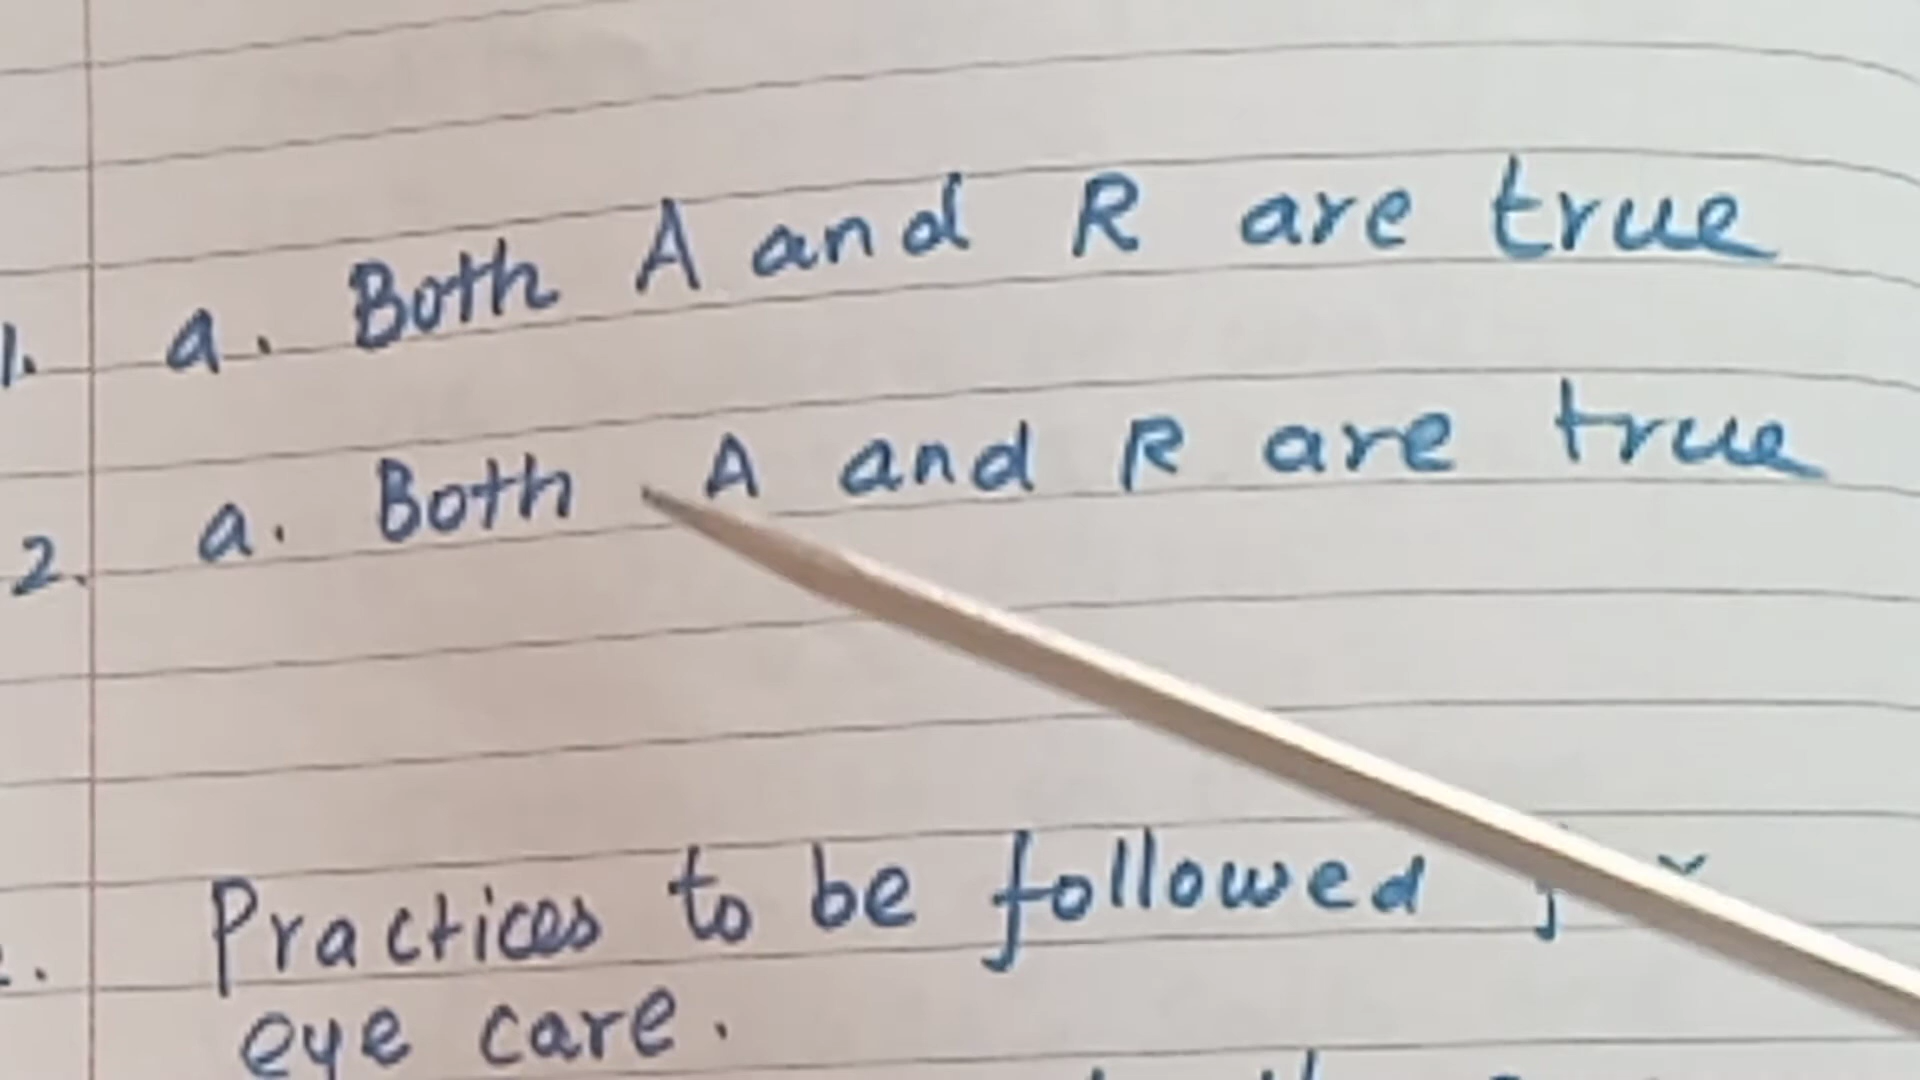 1. a. Both A and R are true
2. a. Both A and R are true
Practices to be followed
eye care.